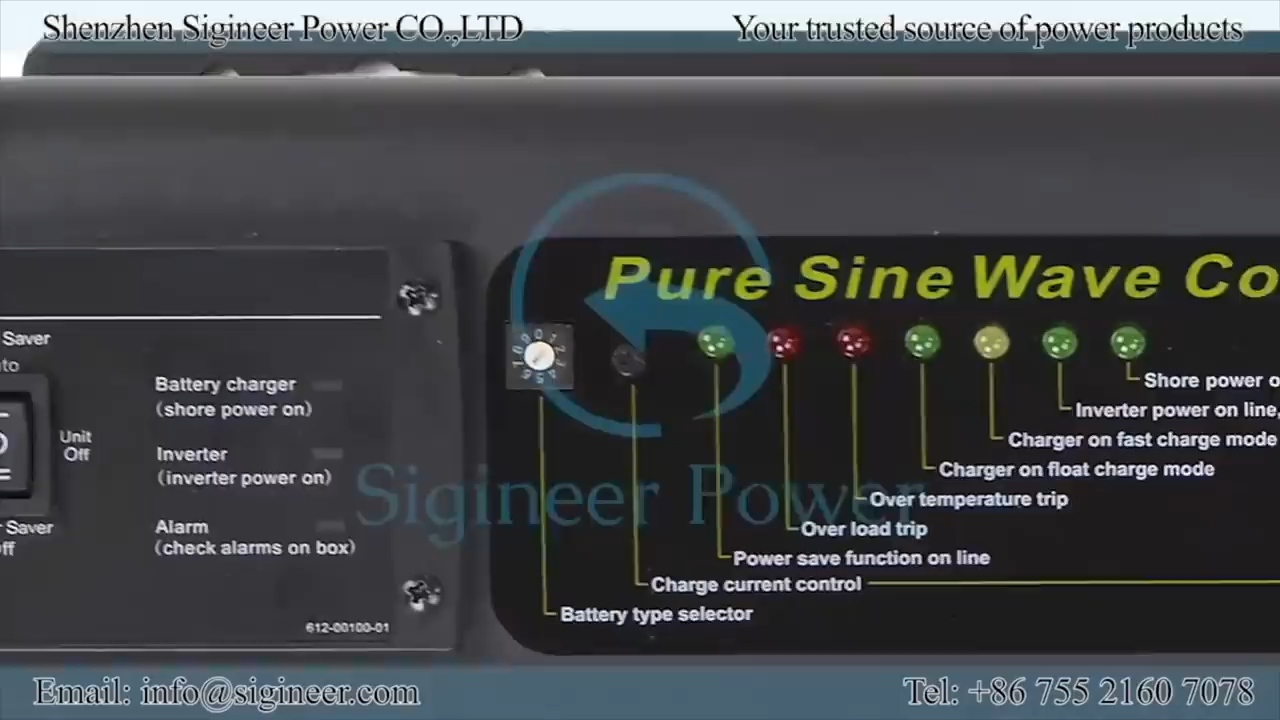 Shenzhen Sigineer Power CO.,LTD
Your trusted source of power products
Pure Sine Wave Co
Saver
Unit
Off
Battery charger
(shore power on)
Inverter
(inverter power on)
Alarm
(check alarms on box)
Saver
612-00100-01
Shore power o
Inverter power on line,
Charger on fast charge mode
Charger on float charge mode
Over temperature trip
Over load trip
Power save function on line
Charge current control
Battery type selector
Sigineer Power
Email: info@sigineer.com
Tel: +86 755 2160 7078